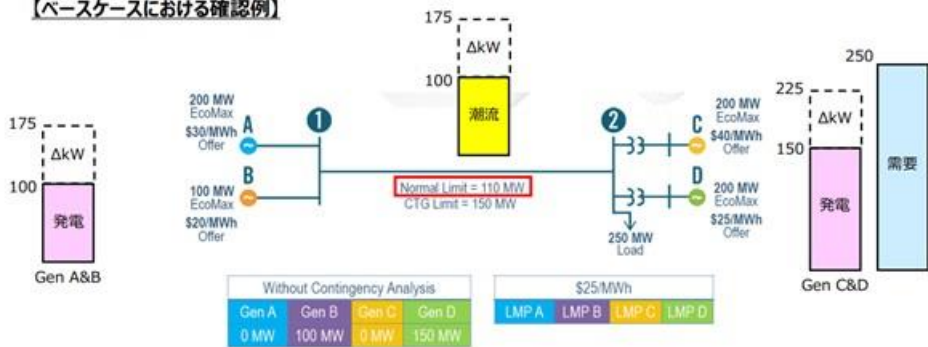 【ベースケースにおける確認例】
175
ΔkW
100
発電
Gen A&B
200 MW
EcoMax
$30/MWh
Offer
A
100 MW
EcoMax
$20/MWh
Offer
B
1
175
ΔkW
100
潮流
Normal Limit = 110 MW
CTG Limit = 150 MW
2
250 MW
Load
C
200 MW
EcoMax
$40/MWh
Offer
D
200 MW
EcoMax
$25/MWh
Offer
225
ΔkW
150
発電
Gen C&D
250
需要
Without Contingency Analysis
Gen A Gen B Gen C Gen D
0 MW 100 MW 0 MW 150 MW
$25/MWh
LMP A LMP B LMP C LMP D